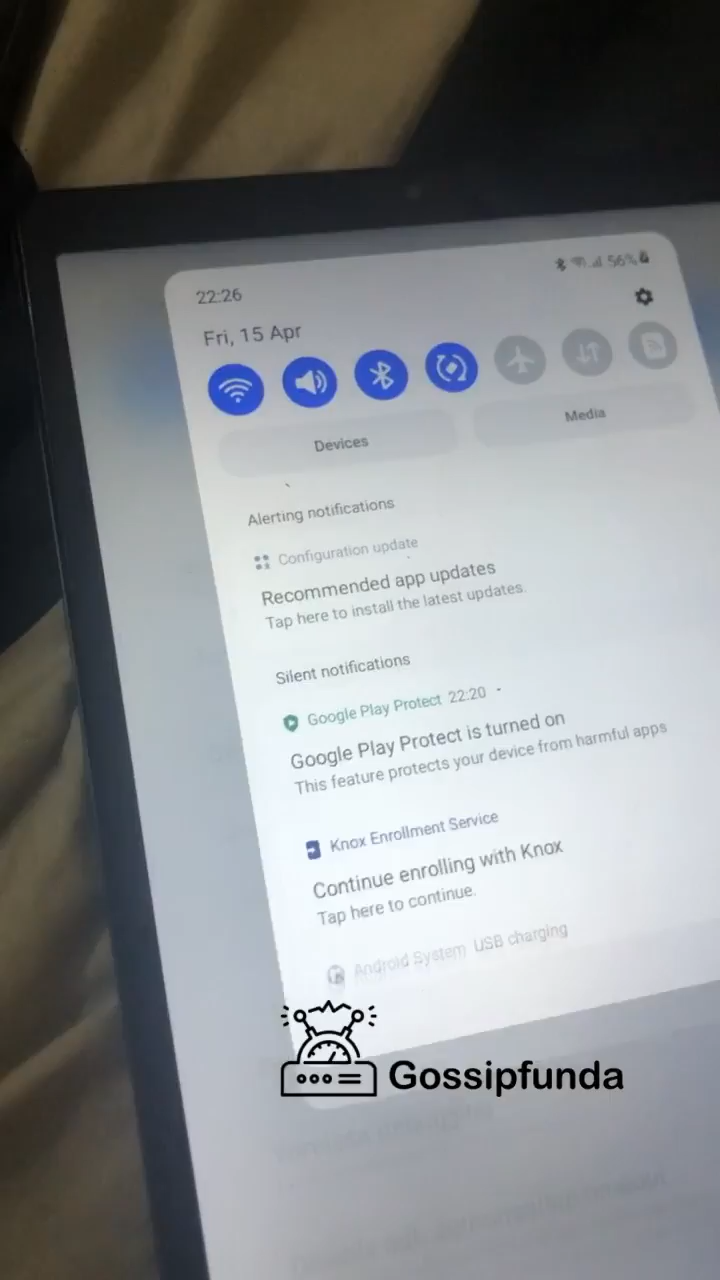 22:26
56%
Fri, 15 Apr
Devices
Media
Alerting notifications
Configuration update
Recommended app updates
Tap here to install the latest updates.
Silent notifications
Google Play Protect 22:20
Google Play Protect is turned on
This feature protects your device from harmful apps
Knox Enrollment Service
Continue enrolling with Knox
Tap here to continue.
Android System USB charging
Gossipfunda